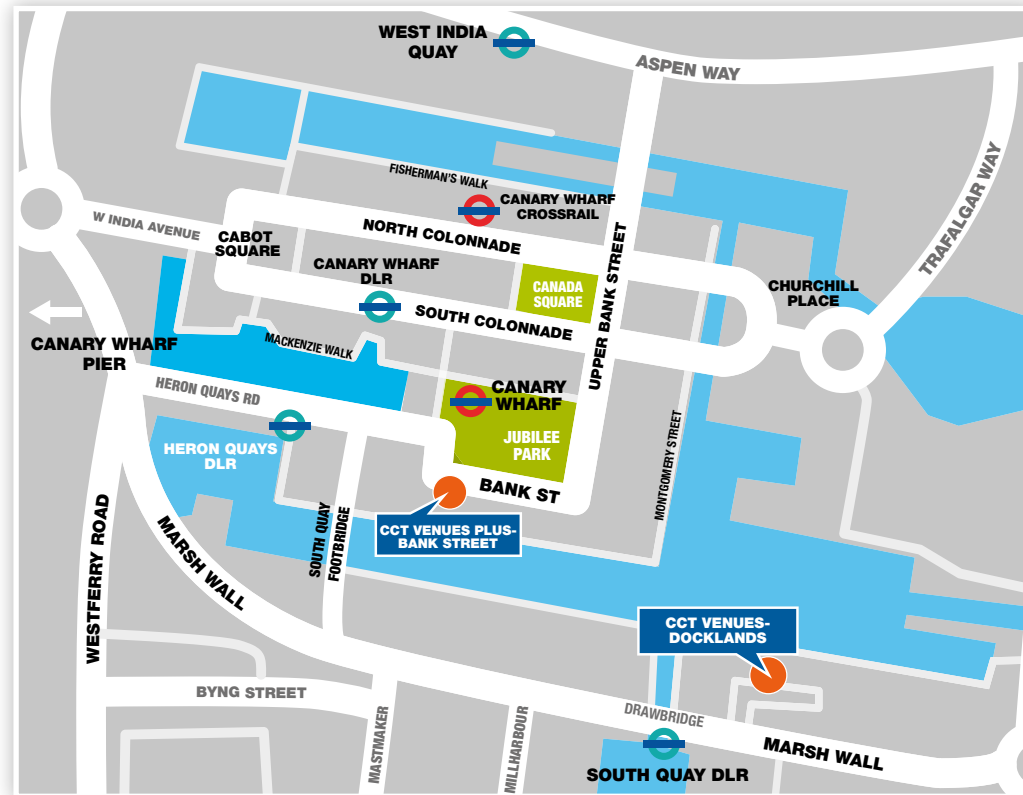 WEST INDIA
QUAY
ASPEN WAY
TRAFALGAR WAY
FISHERMAN'S WALK
CANARY WHARF
CROSSRAIL
W INDIA AVENUE
CABOT
SQUARE
NORTH COLONNADE
UPPER BANK STREET
CANARY WHARF
DLR
CANADA
SQUARE
CHURCHILL
PLACE
SOUTH COLONNADE
CANARY WHARF
PIER
MACKENZIE WALK
HERON QUAYS RD
CANARY
WHARF
JUBILEE
PARK
HERON QUAYS
DLR
MONTGOMERY STREET
BANK ST
CCT VENUES PLUS-
BANK STREET
SOUTH QUAY
FOOTBRIDGE
WESTFERRY ROAD
MARSH WALL
CCT VENUES-
DOCKLANDS
BYNG STREET
MASTMAKER
MILLHARBOUR
DRAWBRIDGE
MARSH WALL
SOUTH QUAY DLR